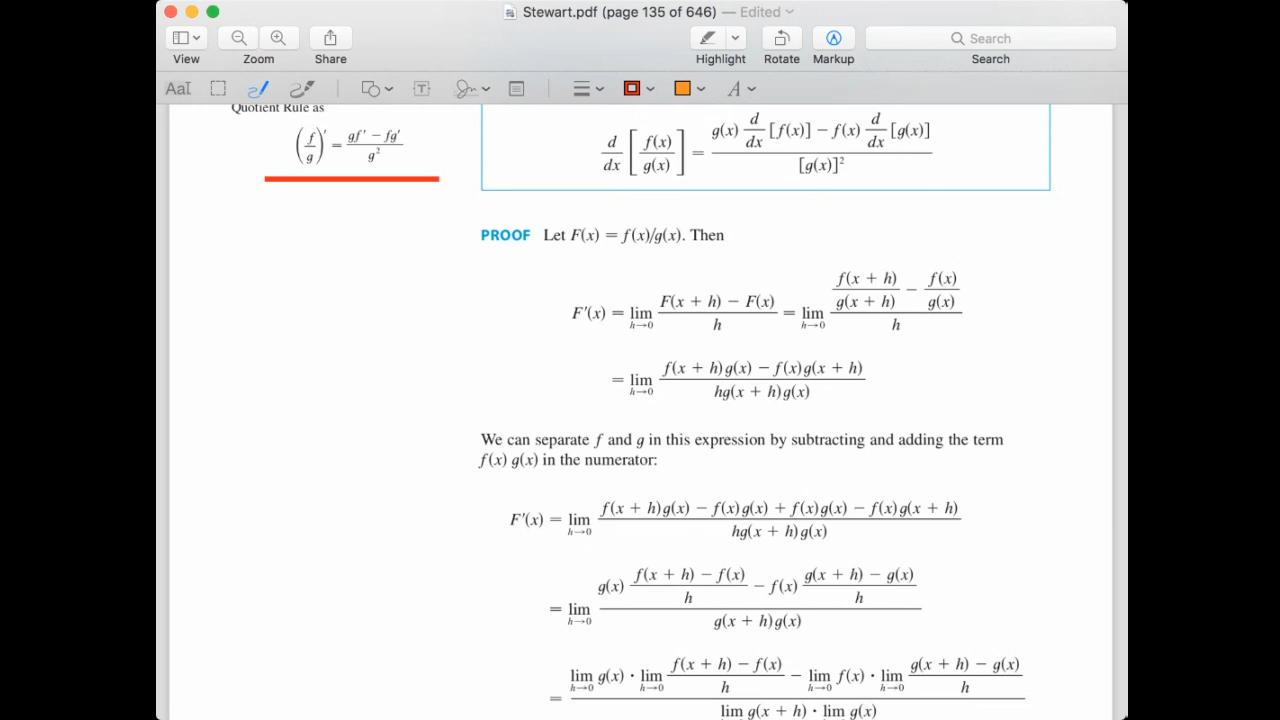 Stewart.pdf (page 135 of 646) — Edited
Search
View
Zoom
Share
Highlight
Rotate
Markup
Search
AaI
T
A
Quotient Rule as
(f/g)′ = (gf′ − fg′)/g²
d/dx [f(x)/g(x)] = (g(x) d/dx [f(x)] − f(x) d/dx [g(x)])/[g(x)]²
PROOF Let F(x) = f(x)/g(x). Then
F′(x) = lim h→0 (F(x + h) − F(x))/h = lim h→0 (f(x + h)/g(x + h) − f(x)/g(x))/h
= lim h→0 (f(x + h)g(x) − f(x)g(x + h))/(hg(x + h)g(x))
We can separate f and g in this expression by subtracting and adding the term
f(x) g(x) in the numerator:
F′(x) = lim h→0 (f(x + h)g(x) − f(x)g(x) + f(x)g(x) − f(x)g(x + h))/(hg(x + h)g(x))
= lim h→0 (g(x) (f(x + h) − f(x))/h − f(x) (g(x + h) − g(x))/h)/(g(x + h)g(x))
= (lim h→0 g(x) · lim h→0 (f(x + h) − f(x))/h − lim h→0 f(x) · lim h→0 (g(x + h) − g(x))/h)/(lim g(x + h) · lim g(x))